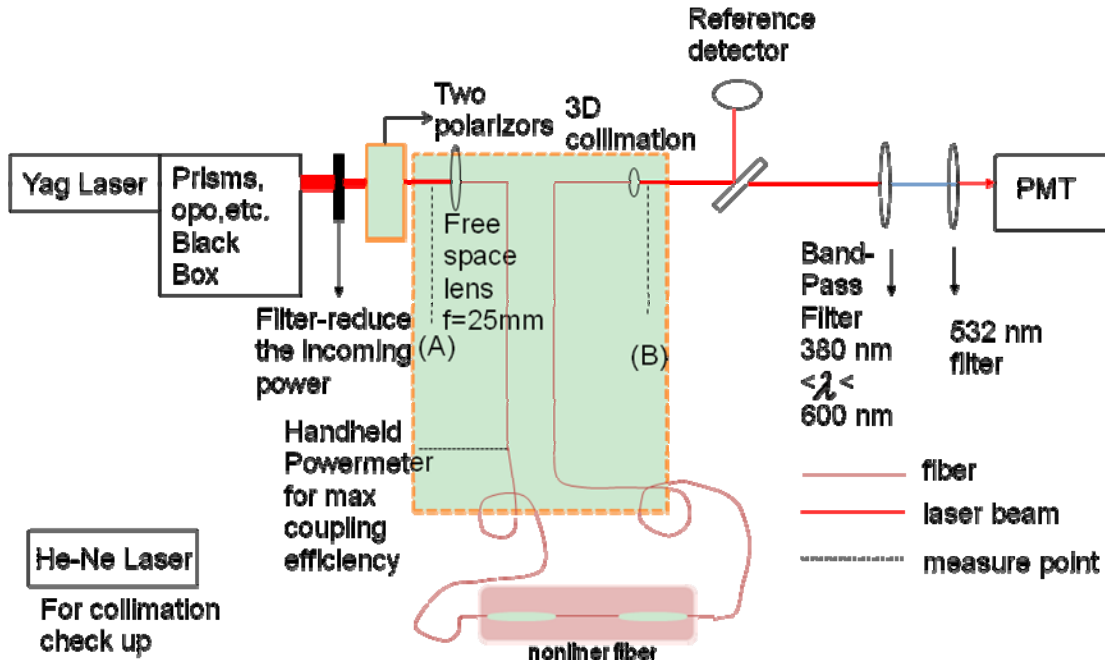 Reference
detector
Two
polarizors
3D
collimation
Yag Laser
Prisms,
opo,etc.
Black
Box
PMT
Free
space
lens
f=25mm
(A)
(B)
Filter-reduce
the incoming
power
Band-
Pass
Filter
380 nm
<λ<
600 nm
532 nm
filter
Handheld
Powermeter
for max
coupling
efficiency
fiber
laser beam
measure point
He-Ne Laser
For collimation
check up
nonliner fiber